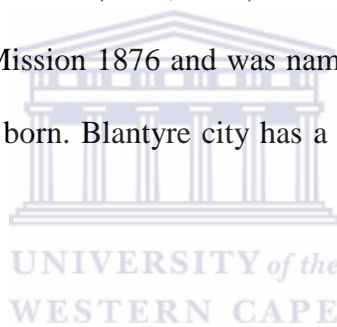 Mission 1876 and was nam
born. Blantyre city has a
UNIVERSITY of the
WESTERN CAPE